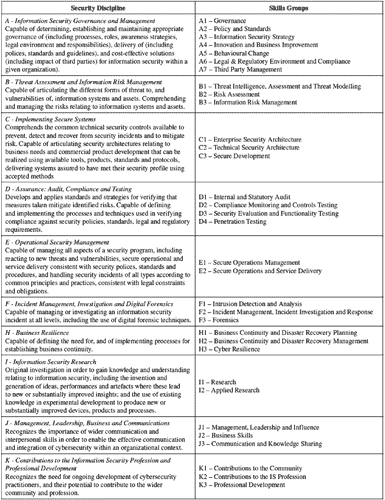 Security Discipline
Skills Groups
A - Information Security Governance and Management
Capable of determining, establishing and maintaining appropriate
governance of (including processes, roles, awareness strategies,
legal environment and responsibilities), delivery of (including
polices, standards and guidelines), and cost-effective solutions
(including impact of third parties) for information security within a
given organization).
A1 – Governance
A2 – Policy and Standards
A3 – Information Security Strategy
A4 – Innovation and Business Improvement
A5 – Behavioural Change
A6 – Legal & Regulatory Environment and Compliance
A7 – Third Party Management
B - Threat Assessment and Information Risk Management
Capable of articulating the different forms of threat to, and
vulnerabilities of, information systems and assets. Comprehending
and managing the risks relating to information systems and assets.
B1 – Threat Intelligence, Assessment and Threat Modelling
B2 – Risk Assessment
B3 – Information Risk Management
C - Implementing Secure Systems
Comprehends the common technical security controls available to
prevent, detect and recover from security incidents and to mitigate
risk. Capable of articulating security architectures relating to
business needs and commercial product development that can be
realized using available tools, products, standards and protocols,
delivering systems assured to have met their security profile using
accepted methods
C1 – Enterprise Security Architecture
C2 – Technical Security Architecture
C3 – Secure Development
D - Assurance: Audit, Compliance and Testing
Develops and applies standards and strategies for verifying that
measures taken mitigate identified risks. Capable of defining
and implementing the processes and techniques used in verifying
compliance against security policies, standards, legal and regulatory
requirements.
D1 – Internal and Statutory Audit
D2 – Compliance Monitoring and Controls Testing
D3 – Security Evaluation and Functionality Testing
D4 – Penetration Testing
E - Operational Security Management
Capable of managing all aspects of a security program, including
reacting to new threats and vulnerabilities, secure operational and
service delivery consistent with security polices, standards and
procedures, and handling security incidents of all types according to
common principles and practices, consistent with legal constraints
and obligations.
E1 – Secure Operations Management
E2 – Secure Operations and Service Delivery
F - Incident Management, Investigation and Digital Forensics
Capable of managing or investigating an information security
incident at all levels, including the use of digital forensic techniques.
F1 – Intrusion Detection and Analysis
F2 – Incident Management, Incident Investigation and Response
F3 – Forensics
H - Business Resilience
Capable of defining the need for, and of implementing processes for
establishing business continuity.
H1 – Business Continuity and Disaster Recovery Planning
H2 – Business Continuity and Disaster Recovery Management
H3 – Cyber Resilience
I - Information Security Research
Original investigation in order to gain knowledge and understanding
relating to information security, including the invention and
generation of ideas, performances and artefacts where these lead
to new or substantially improved insights; and the use of existing
knowledge in experimental development to produce new or
substantially improved devices, products and processes.
I1 – Research
I2 – Applied Research
J - Management, Leadership, Business and Communications
Recognizes the importance of wider communication and
interpersonal skills in order to enable the effective communication
and integration of cybersecurity within an organizational context.
J1 – Management, Leadership and Influence
J2 – Business Skills
J3 – Communication and Knowledge Sharing
K - Contributions to the Information Security Profession and
Professional Development
Recognizes the need for ongoing development of cybersecurity
practitioners, and their potential to contribute to the wider
community and profession.
K1 – Contributions to the Community
K2 – Contributions to the IS Profession
K3 – Professional Development